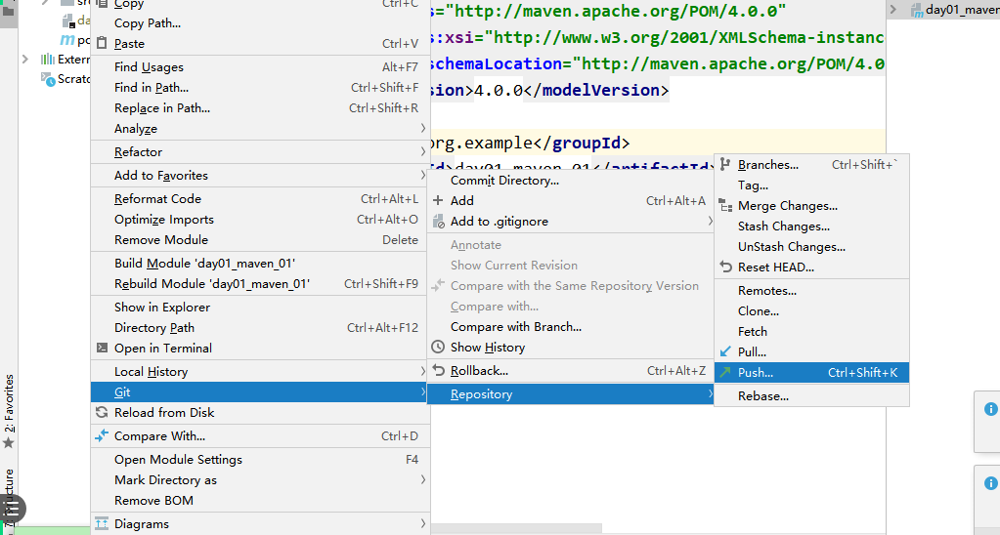 Copy Ctrl+C
Copy Path...
Paste Ctrl+V
Find Usages Alt+F7
Find in Path... Ctrl+Shift+F
Replace in Path... Ctrl+Shift+R
Analyze
Refactor
Add to Favorites
Reformat Code Ctrl+Alt+L
Optimize Imports Ctrl+Alt+O
Remove Module Delete
Build Module 'day01_maven_01'
Rebuild Module 'day01_maven_01' Ctrl+Shift+F9
Show in Explorer
Directory Path Ctrl+Alt+F12
Open in Terminal
Local History
Git
Reload from Disk
Compare With... Ctrl+D
Open Module Settings F4
Mark Directory as
Remove BOM
Diagrams
s="http://maven.apache.org/POM/4.0.0"
s:xsi="http://www.w3.org/2001/XMLSchema-instanc
schemaLocation="http://maven.apache.org/POM/4.0
sion>4.0.0</modelVersion>
org.example</groupId>
d>day01_maven_01</artifactId>
Commit Directory...
Add Ctrl+Alt+A
Add to .gitignore
Annotate
Show Current Revision
Compare with the Same Repository Version
Compare with...
Compare with Branch...
Show History
Rollback... Ctrl+Alt+Z
Repository
Branches... Ctrl+Shift+`
Tag...
Merge Changes...
Stash Changes...
UnStash Changes...
Reset HEAD...
Remotes...
Clone...
Fetch
Pull...
Push... Ctrl+Shift+K
Rebase...
day01_maven
sr
da
po
Extern
Scratc
2: Favorites
7: Structure